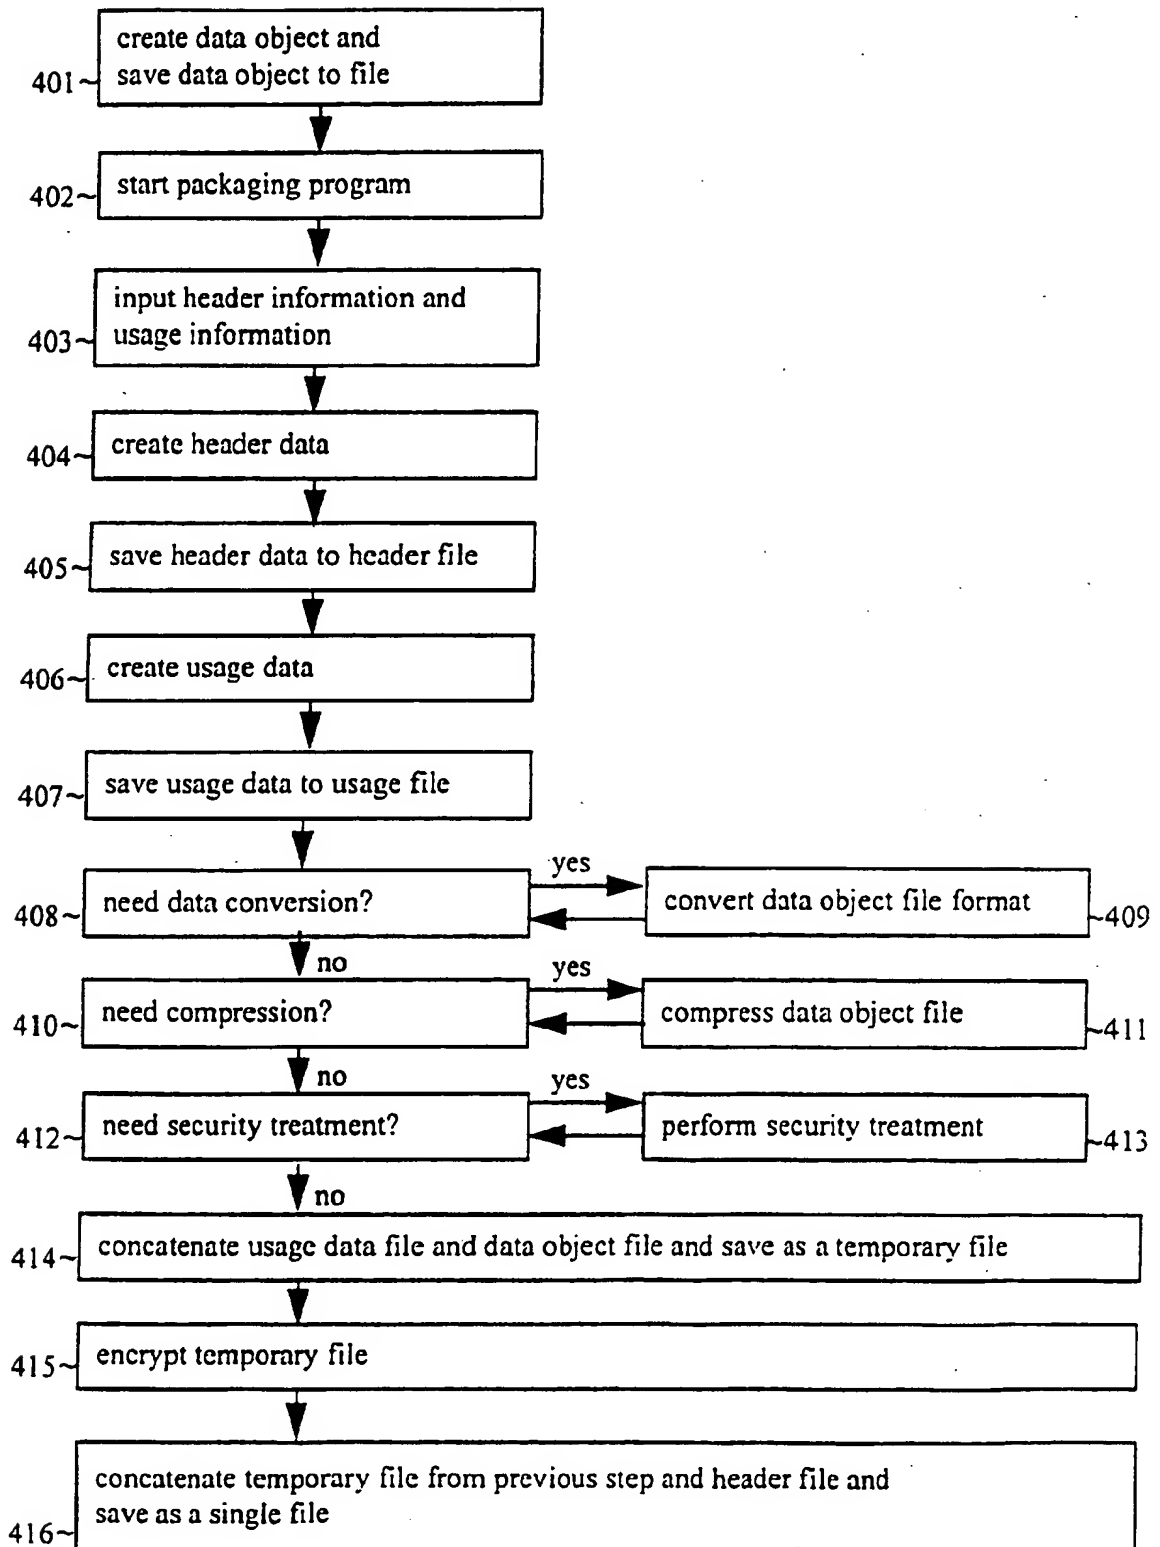 create data object and
save data object to file
401~
start packaging program
402~
input header information and
usage information
403~
create header data
404~
save header data to header file
405~
create usage data
406~
save usage data to usage file
407~
yes
need data conversion?
convert data object file format
408~
~409
no
yes
need compression?
compress data object file
410~
~411
no
yes
need security treatment?
perform security treatment
412~
~413
no
concatenate usage data file and data object file and save as a temporary file
414~
encrypt temporary file
415~
concatenate temporary file from previous step and header file and
save as a single file
416~